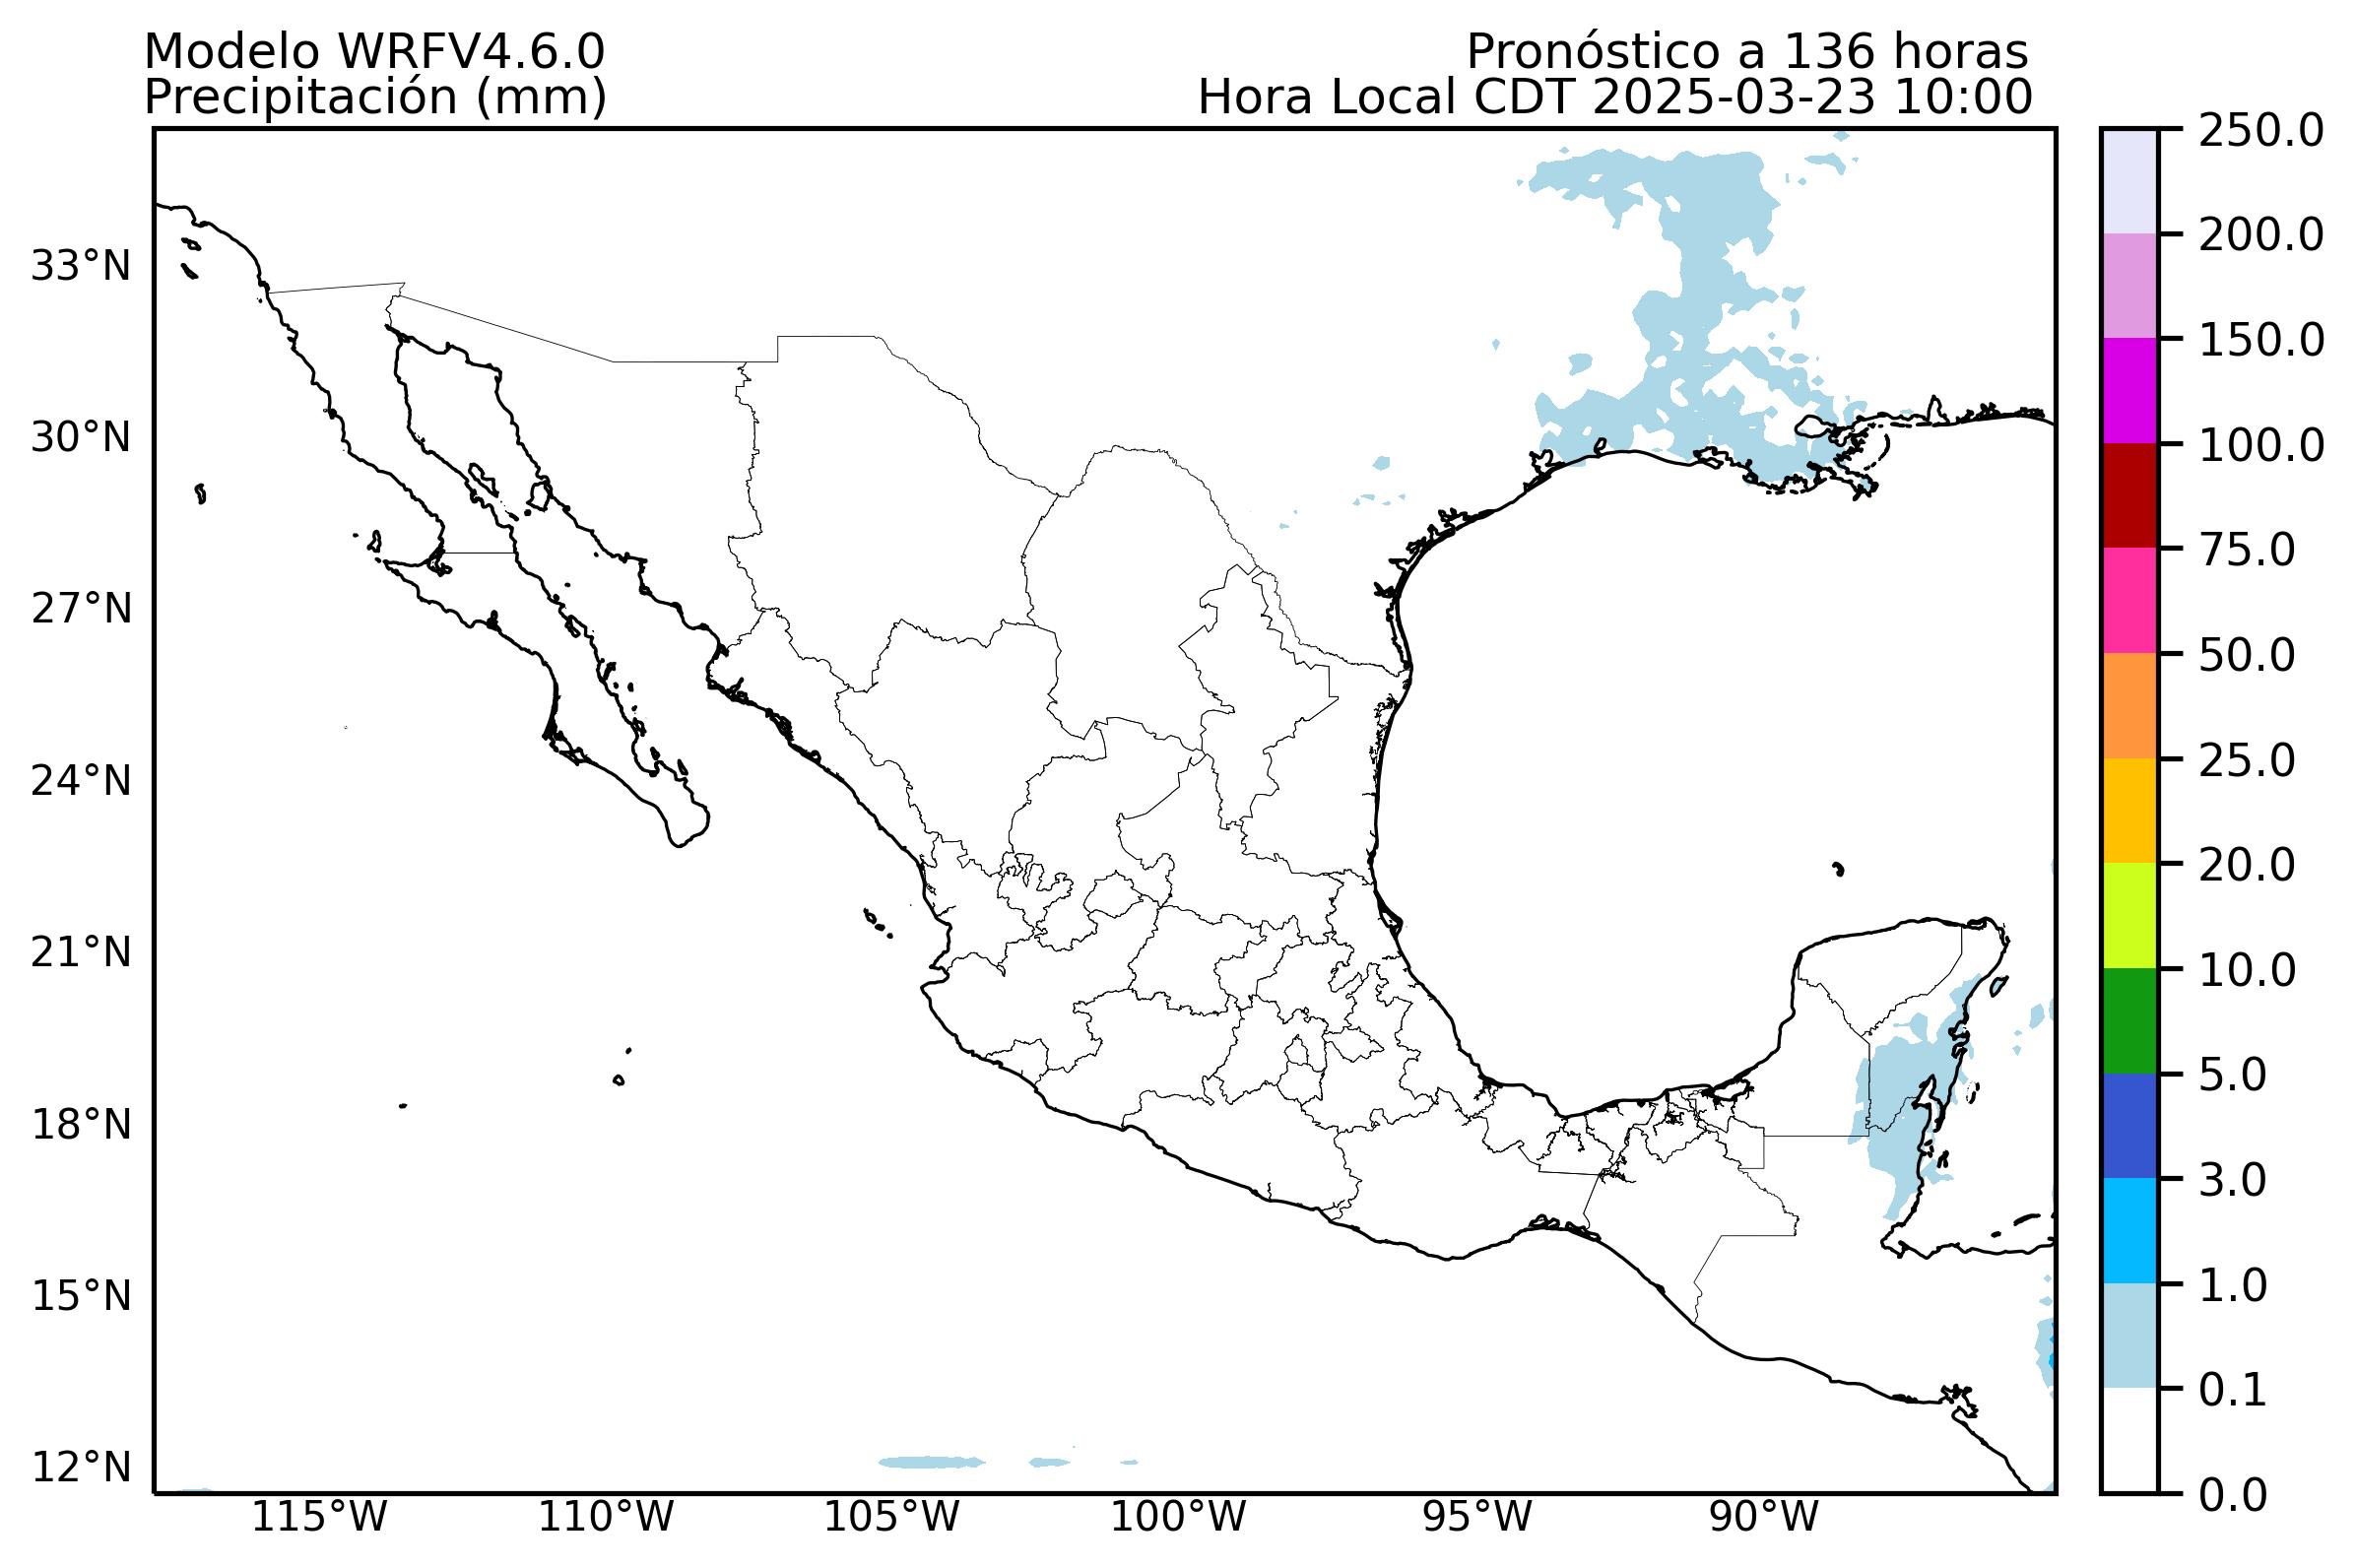 Modelo WRFV4.6.0
Precipitación (mm)
Pronóstico a 136 horas
Hora Local CDT 2025-03-23 10:00
33°N
30°N
27°N
24°N
21°N
18°N
15°N
12°N
115°W
110°W
105°W
100°W
95°W
90°W
250.0
200.0
150.0
100.0
75.0
50.0
25.0
20.0
10.0
5.0
3.0
1.0
0.1
0.0